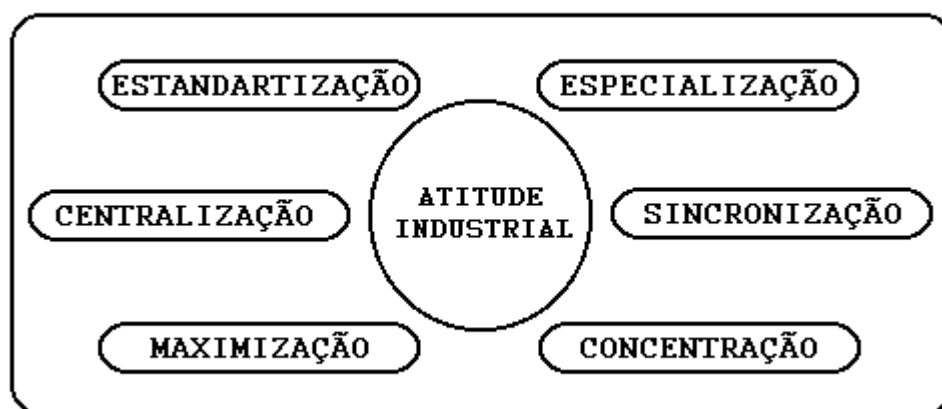 ESTANDARTIZAÇÃO
ESPECIALIZAÇÃO
CENTRALIZAÇÃO
ATITUDE
INDUSTRIAL
SINCRONIZAÇÃO
MAXIMIZAÇÃO
CONCENTRAÇÃO